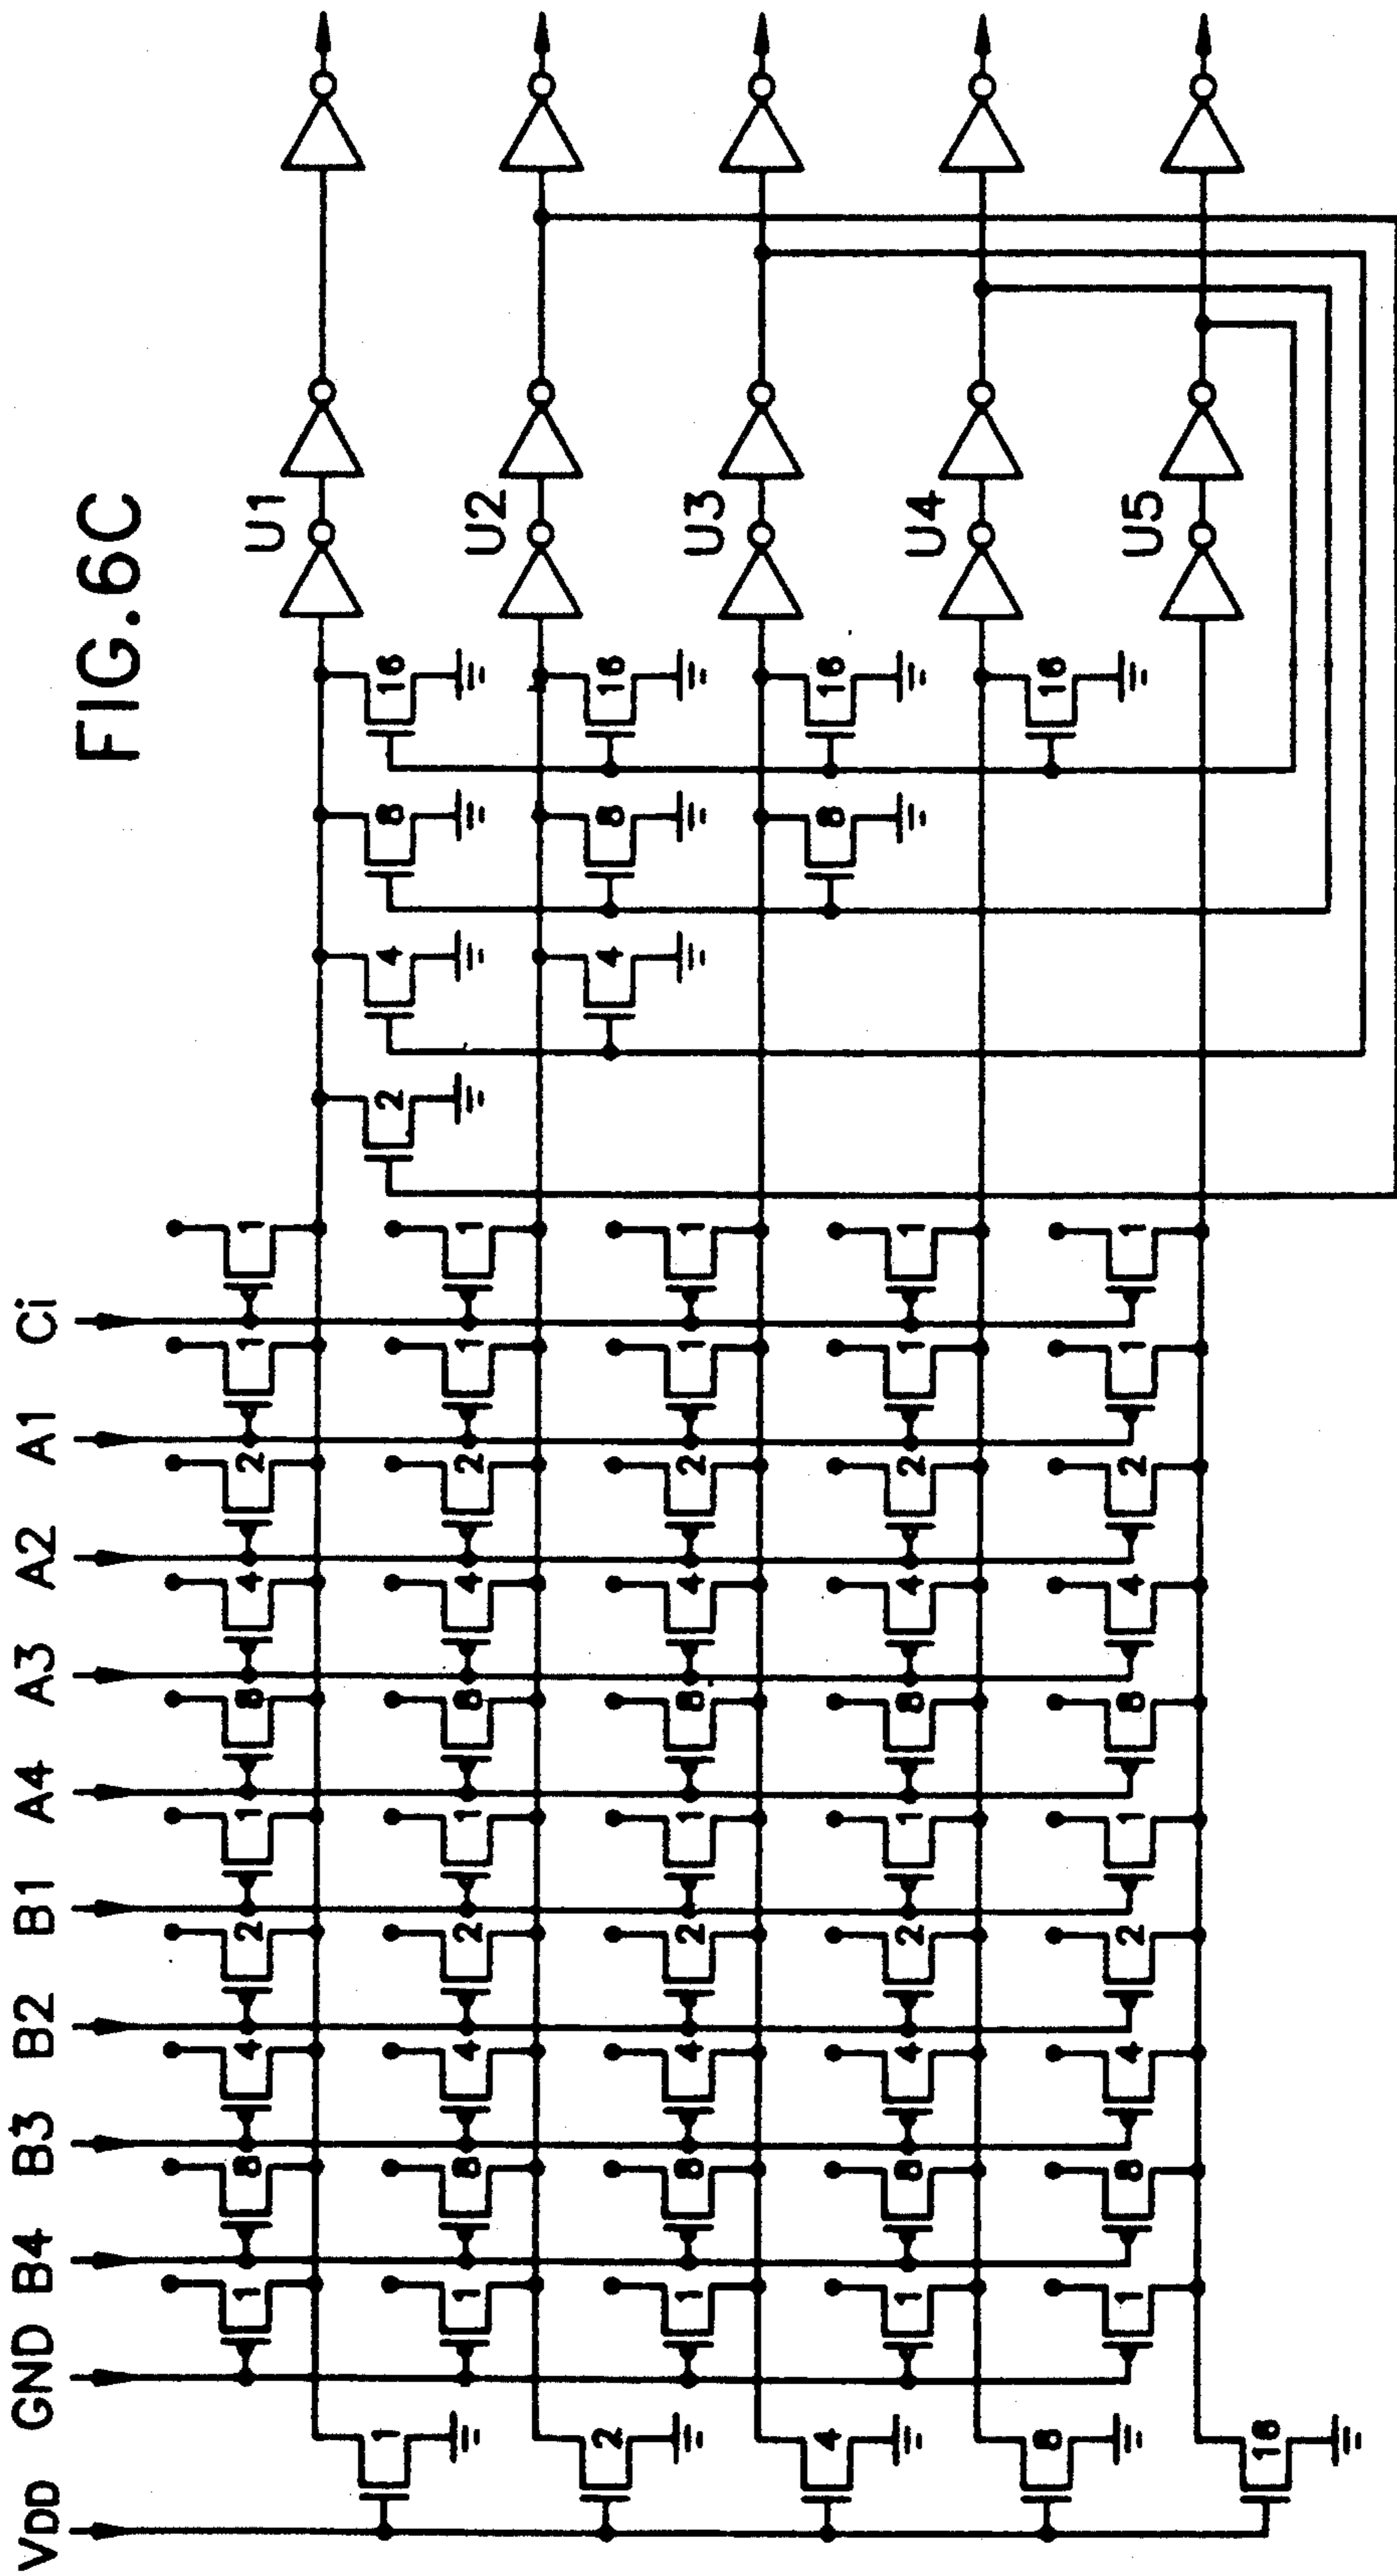 FIG.6C
VDD GND B4 B3 B2 B1 A4 A3 A2 A1 Ci
1 8 4 2 1 8 4 2 1 1
U1
1 2 4 8 16
1 8 4 2 1 8 4 2 1 1
U2
2 4 8 16
1 8 4 2 1 8 4 2 1 1
U3
4 8 16
1 8 4 2 1 8 4 2 1 1
U4
8 16
1 8 4 2 1 8 4 2 1 1
U5
16